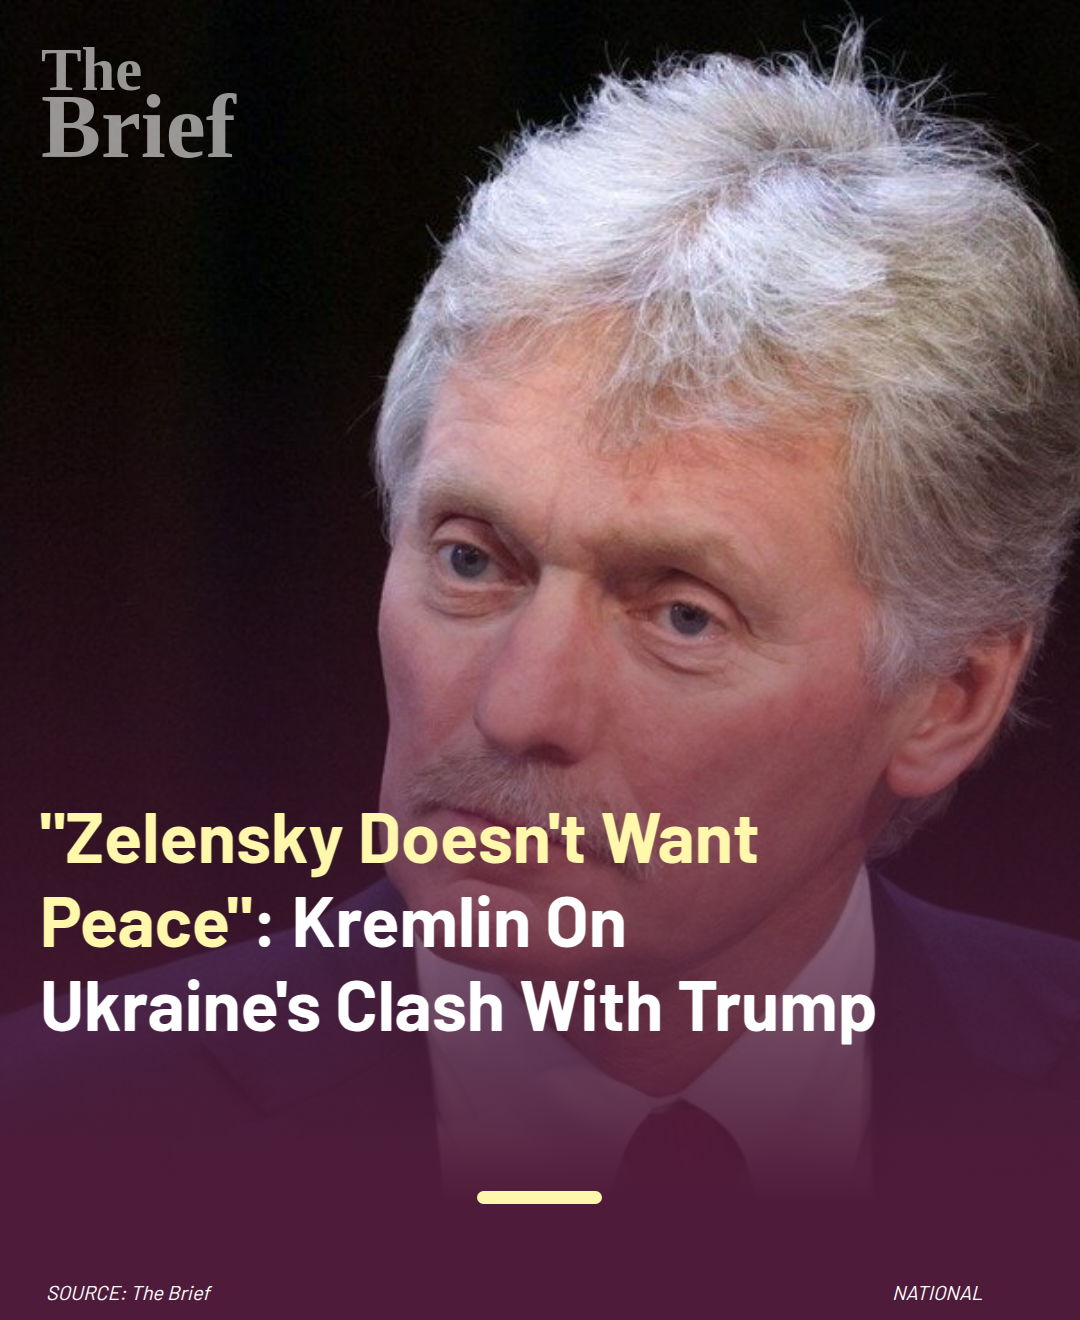 The
Brief
"Zelensky Doesn't Want
Peace": Kremlin On
Ukraine's Clash With Trump
SOURCE: The Brief
NATIONAL